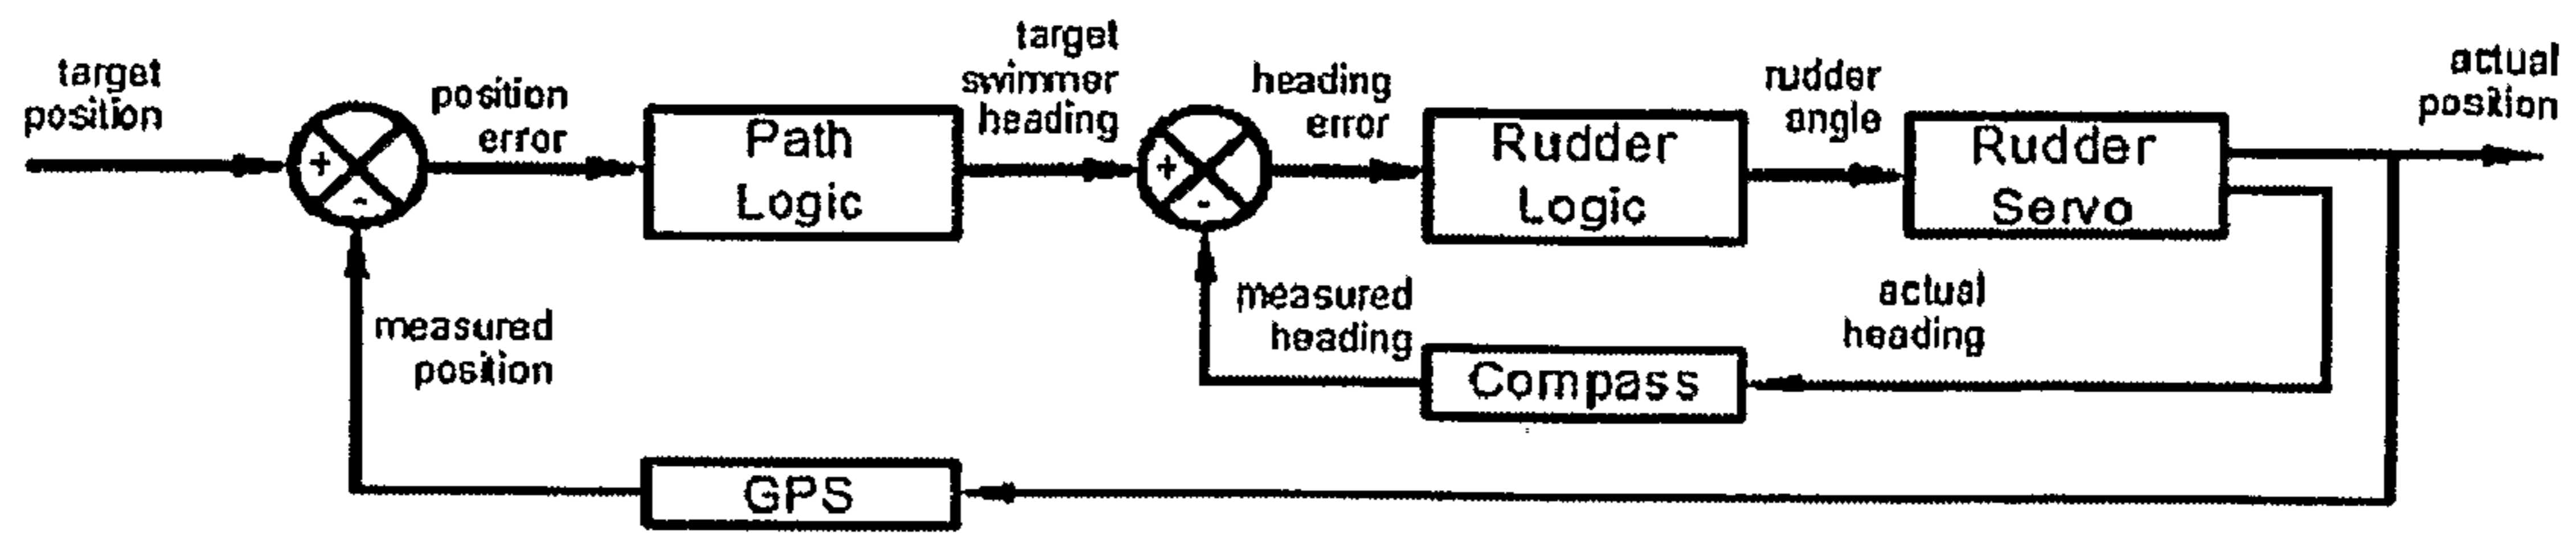 target
position
+
-
position
error
Path
Logic
target
swimmer
heading
+
-
heading
error
Rudder
Logic
rudder
angle
Rudder
Servo
actual
position
measured
position
measured
heading
Compass
actual
heading
GPS